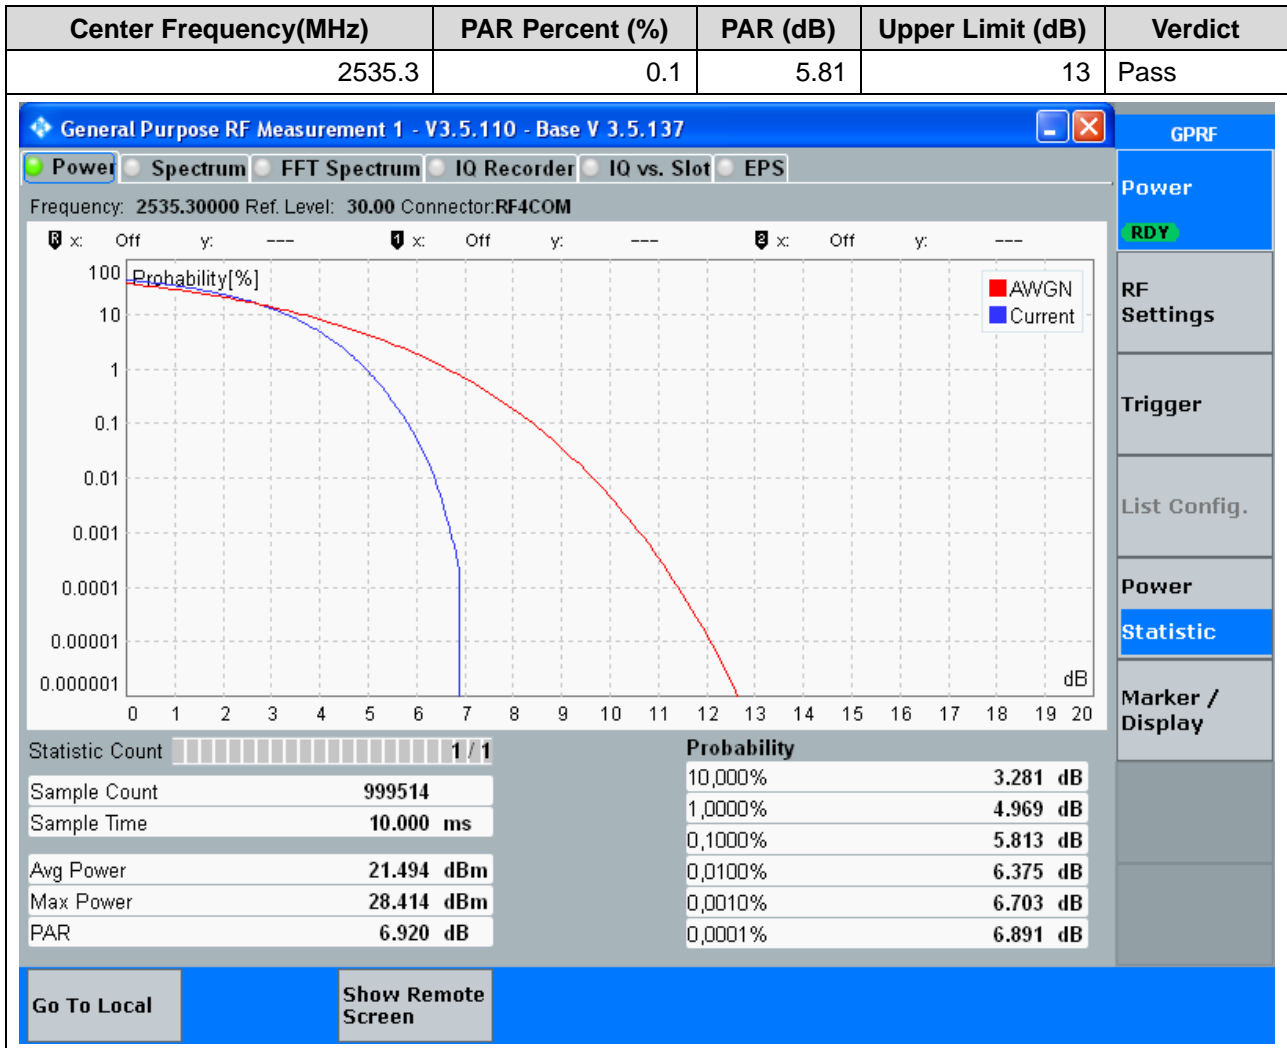 Center Frequency(MHz) PAR Percent (%) PAR (dB) Upper Limit (dB) Verdict
2535.3 0.1 5.81 13 Pass
General Purpose RF Measurement 1 - V3.5.110 - Base V 3.5.137
GPRF
Power Spectrum FFT Spectrum IQ Recorder IQ vs. Slot EPS
Power
RDY
Frequency: 2535.30000 Ref. Level: 30.00 Connector:RF4COM
R x: Off y: --- 1 x: Off y: --- 2 x: Off y: ---
Probability[%]
AWGN
Current
100
10
1
0.1
0.01
0.001
0.0001
0.00001
0.000001
dB
0 1 2 3 4 5 6 7 8 9 10 11 12 13 14 15 16 17 18 19 20
RF
Settings
Trigger
List Config.
Power
Statistic
Marker /
Display
Statistic Count 1 / 1
Sample Count 999514
Sample Time 10.000 ms
Avg Power 21.494 dBm
Max Power 28.414 dBm
PAR 6.920 dB
Probability
10,000% 3.281 dB
1,0000% 4.969 dB
0,1000% 5.813 dB
0,0100% 6.375 dB
0,0010% 6.703 dB
0,0001% 6.891 dB
Go To Local
Show Remote
Screen